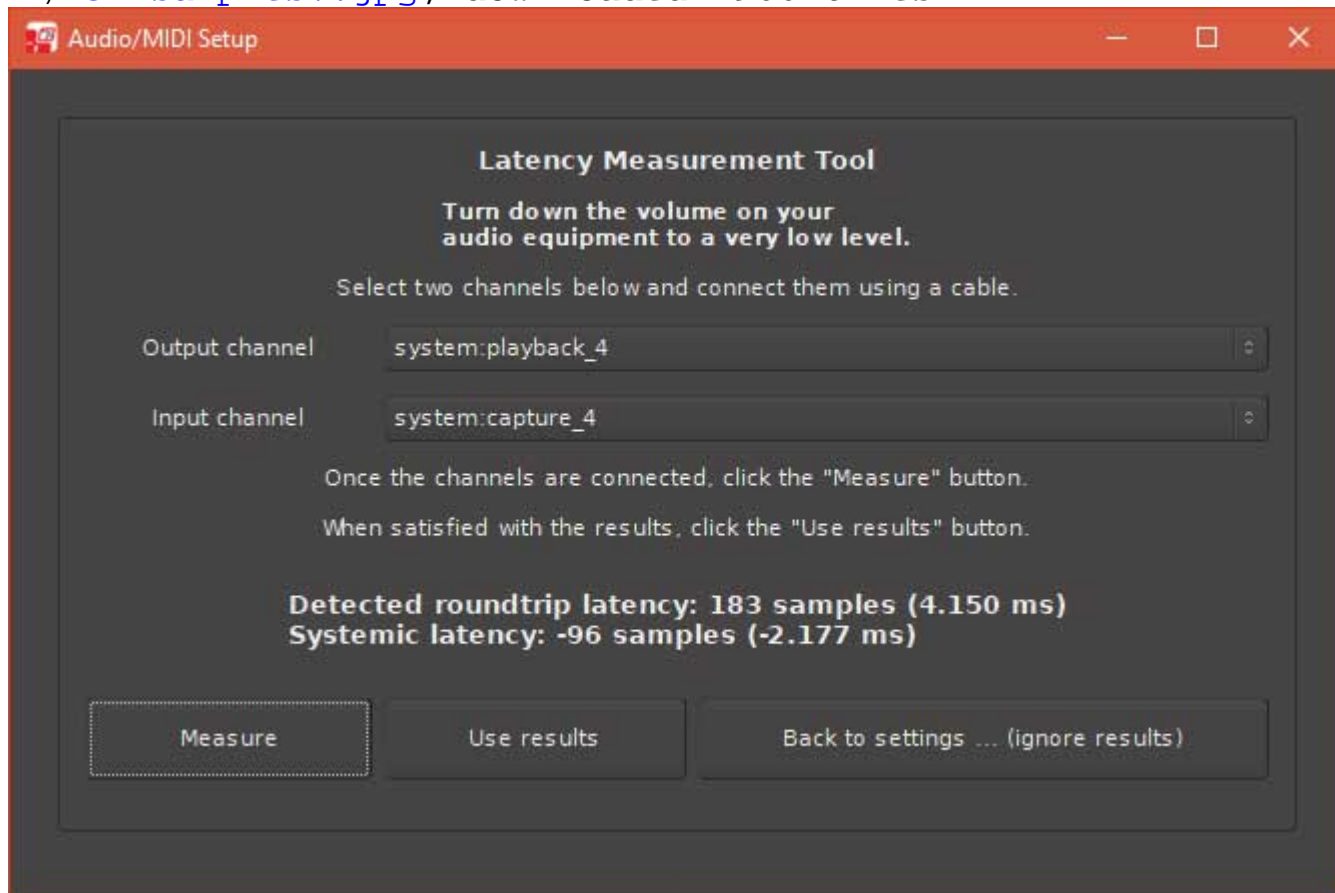 Audio/MIDI Setup
Latency Measurement Tool
Turn down the volume on your
audio equipment to a very low level.
Select two channels below and connect them using a cable.
Output channel system:playback_4
Input channel system:capture_4
Once the channels are connected, click the "Measure" button.
When satisfied with the results, click the "Use results" button.
Detected roundtrip latency: 183 samples (4.150 ms)
Systemic latency: -96 samples (-2.177 ms)
Measure Use results Back to settings ... (ignore results)